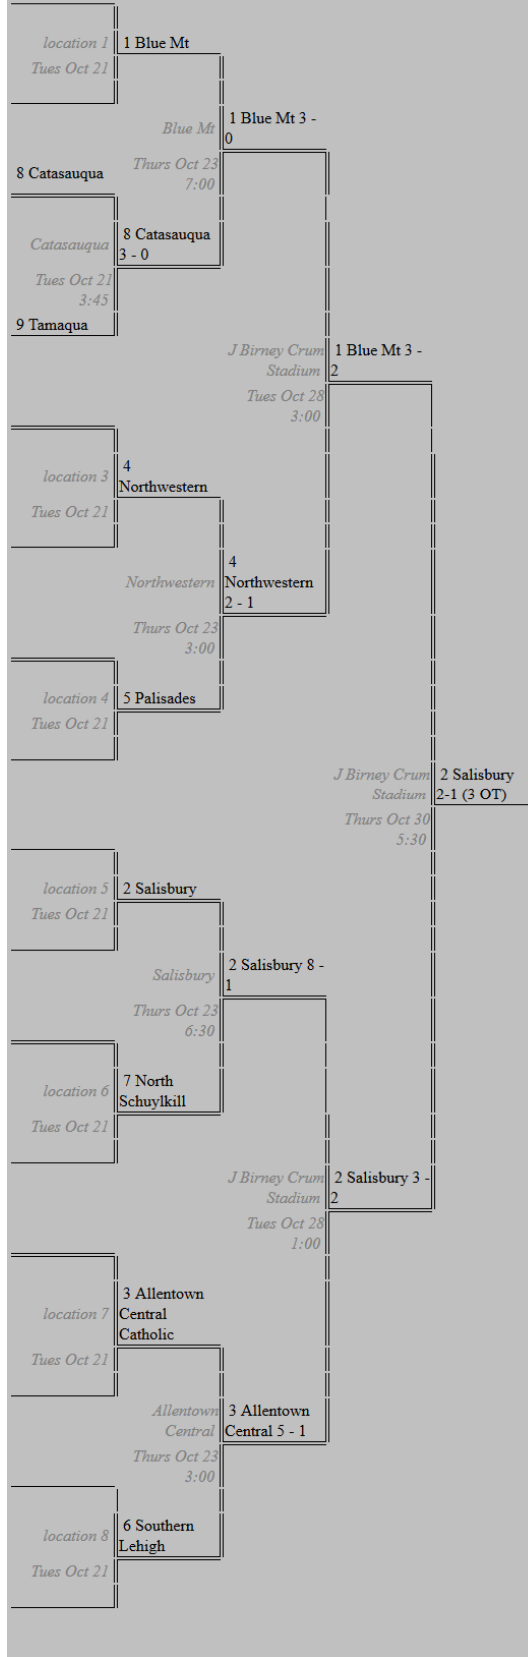 location 1
1 Blue Mt
Tues Oct 21
Blue Mt
1 Blue Mt 3 -
0
Thurs Oct 23
7:00
8 Catasauqua
Catasauqua
8 Catasauqua
3 - 0
Tues Oct 21
3:45
9 Tamaqua
J Birney Crum
Stadium
1 Blue Mt 3 -
2
Tues Oct 28
3:00
location 3
4
Northwestern
Tues Oct 21
Northwestern
4
Northwestern
2 - 1
Thurs Oct 23
3:00
location 4
5 Palisades
Tues Oct 21
J Birney Crum
Stadium
2 Salisbury
2-1 (3 OT)
Thurs Oct 30
5:30
location 5
2 Salisbury
Tues Oct 21
Salisbury
2 Salisbury 8 -
1
Thurs Oct 23
6:30
location 6
7 North
Schuylkill
Tues Oct 21
J Birney Crum
Stadium
2 Salisbury 3 -
2
Tues Oct 28
1:00
location 7
3 Allentown
Central
Catholic
Tues Oct 21
Allentown
Central
3 Allentown
Central 5 - 1
Thurs Oct 23
3:00
location 8
6 Southern
Lehigh
Tues Oct 21